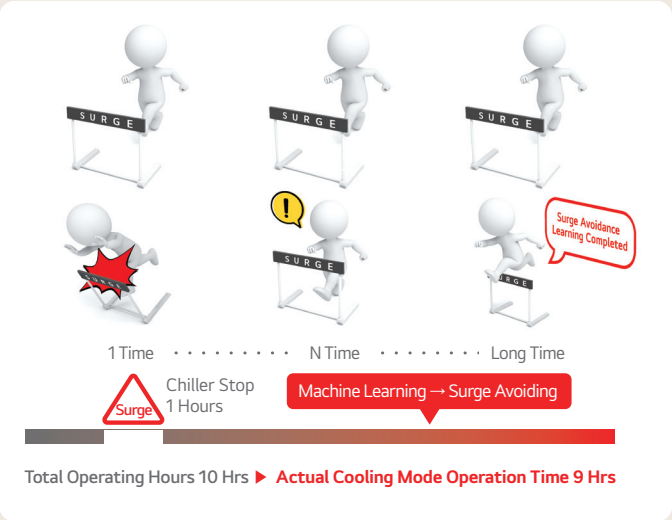 SURGE
SURGE
SURGE
SURGE
!
SURGE
Surge Avoidance
Learning Completed
RGE
1 Time . . . . . . . . . N Time . . . . . . . . Long Time
Surge
Chiller Stop
1 Hours
Machine Learning → Surge Avoiding
Total Operating Hours 10 Hrs ▶ Actual Cooling Mode Operation Time 9 Hrs